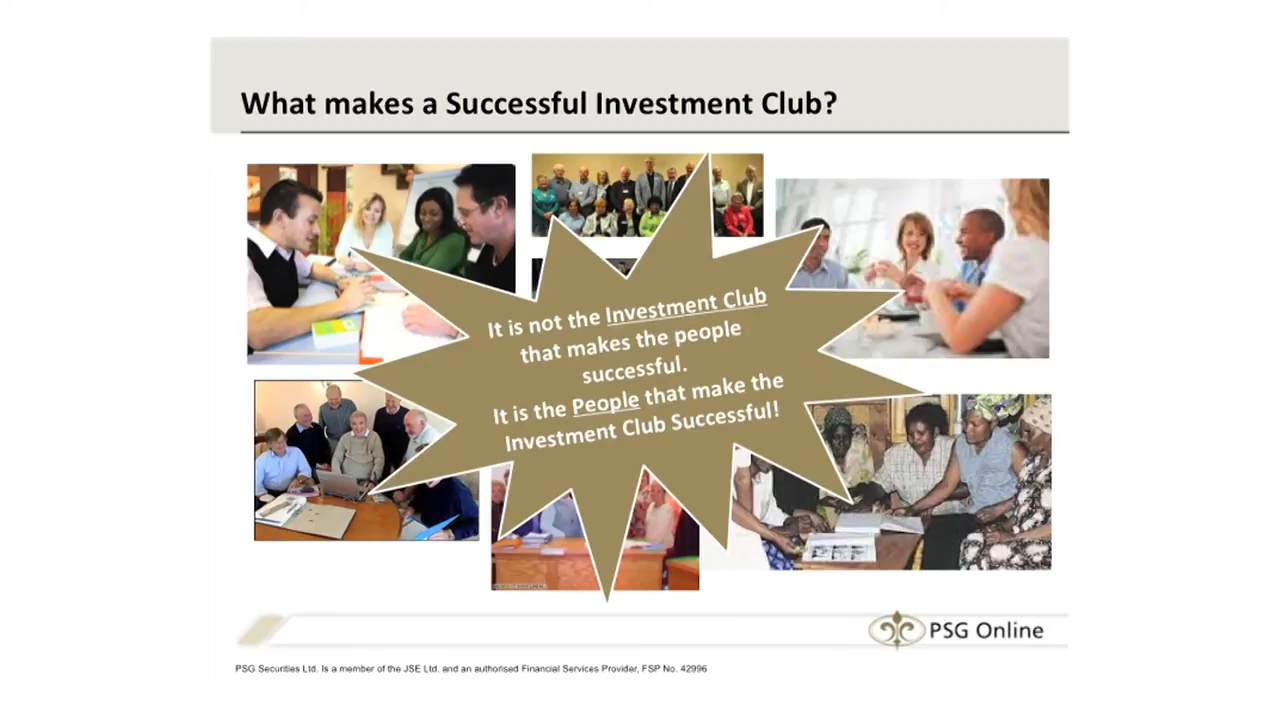 What makes a Successful Investment Club?
It is not the Investment Club
that makes the people
successful.
It is the People that make the
Investment Club Successful!
PSG Online
PSG Securities Ltd. Is a member of the JSE Ltd. and an authorised Financial Services Provider, FSP No. 42996